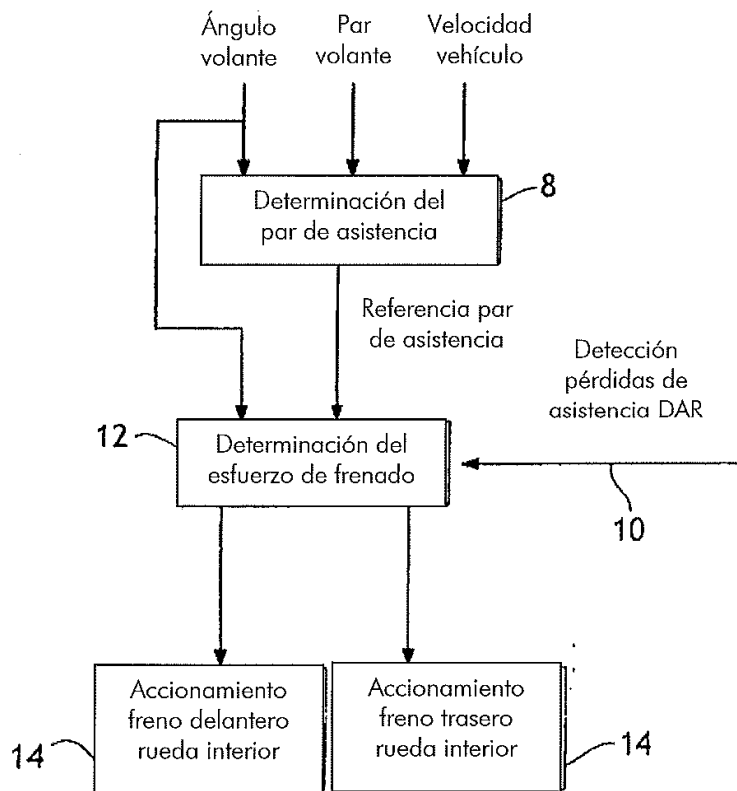 Ángulo
volante
Par
volante
Velocidad
vehículo
8
Determinación del
par de asistencia
Referencia par
de asistencia
Detección
pérdidas de
asistencia DAR
12
Determinación del
esfuerzo de frenado
10
Accionamiento
freno delantero
rueda interior
14
Accionamiento
freno trasero
rueda interior
14